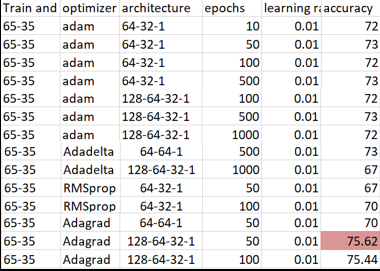 Train and optimizer architecture epochs learning ra accuracy
65-35 adam 64-32-1 10 0.01 72
65-35 adam 64-32-1 50 0.01 73
65-35 adam 64-32-1 100 0.01 72
65-35 adam 64-32-1 500 0.01 73
65-35 adam 128-64-32-1 100 0.01 72
65-35 adam 128-64-32-1 500 0.01 73
65-35 adam 128-64-32-1 1000 0.01 72
65-35 Adadelta 64-64-1 500 0.01 73
65-35 Adadelta 128-64-32-1 1000 0.01 67
65-35 RMSprop 64-32-1 50 0.01 67
65-35 RMSprop 64-32-1 100 0.01 70
65-35 Adagrad 64-64-1 50 0.01 70
65-35 Adagrad 128-64-32-1 50 0.01 75.62
65-35 Adagrad 128-64-32-1 100 0.01 75.44